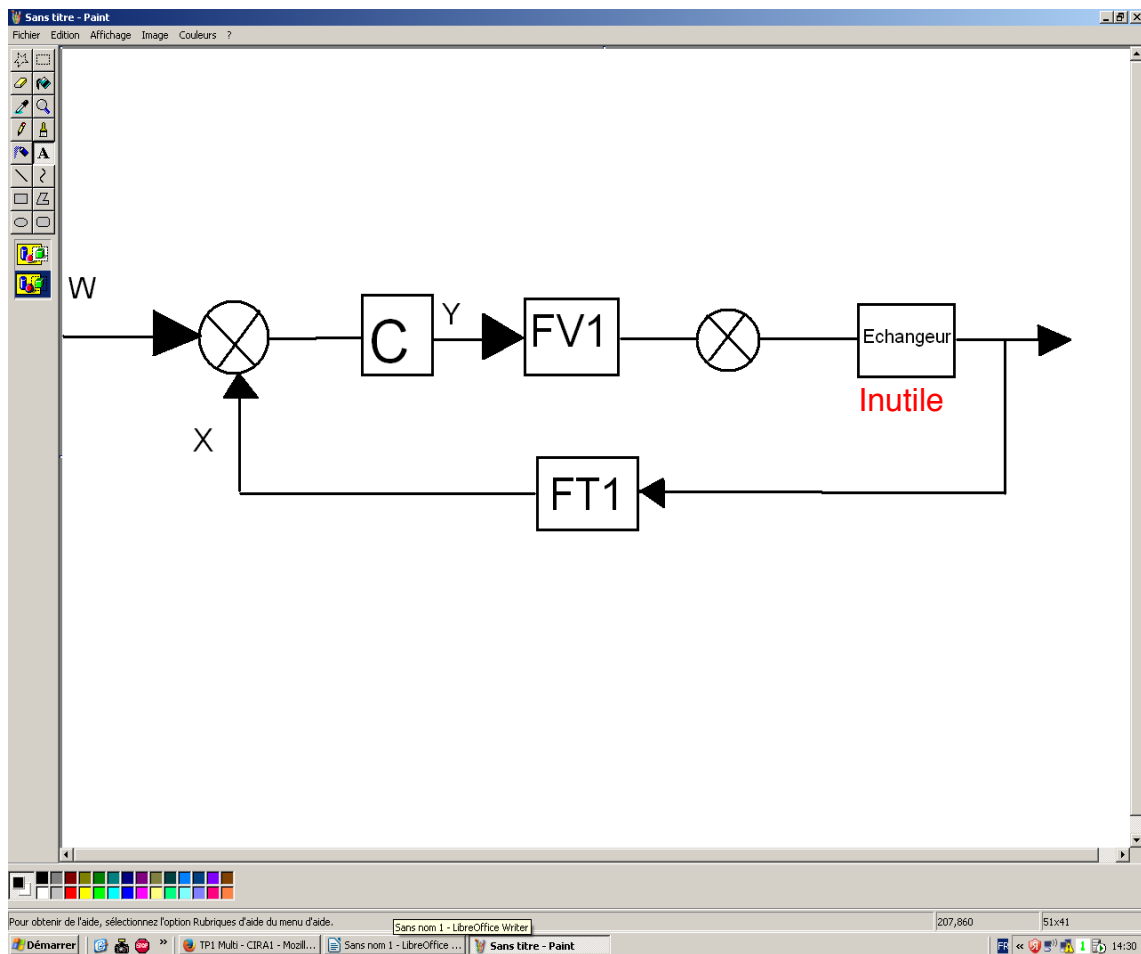 Sans titre - Paint
Fichier Edition Affichage Image Couleurs ?
A
W
C
Y
FV1
Echangeur
Inutile
X
FT1
Pour obtenir de l'aide, sélectionnez l'option Rubriques d'aide du menu d'aide.
207,860
51x41
Sans nom 1 - LibreOffice Writer
Démarrer
STOP
»
TP1 Multi - CIRA1 - Mozill...
Sans nom 1 - LibreOffice ...
Sans titre - Paint
FR
«
14:30